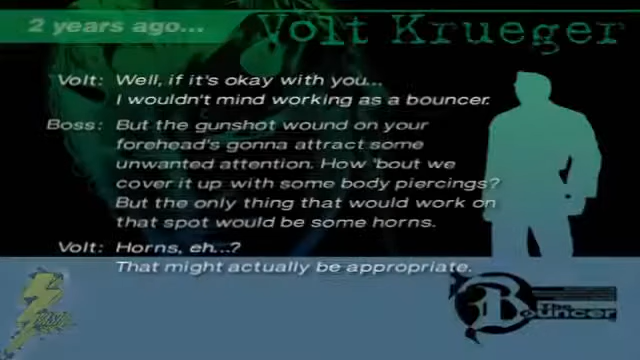 2 years ago...
Volt Krueger
Volt: Well, if it's okay with you...
I wouldn't mind working as a bouncer.
Boss: But the gunshot wound on your
forehead's gonna attract some
unwanted attention. How 'bout we
cover it up with some body piercings?
But the only thing that would work on
that spot would be some horns.
Volt: Horns, eh...?
That might actually be appropriate.
The
Bouncer